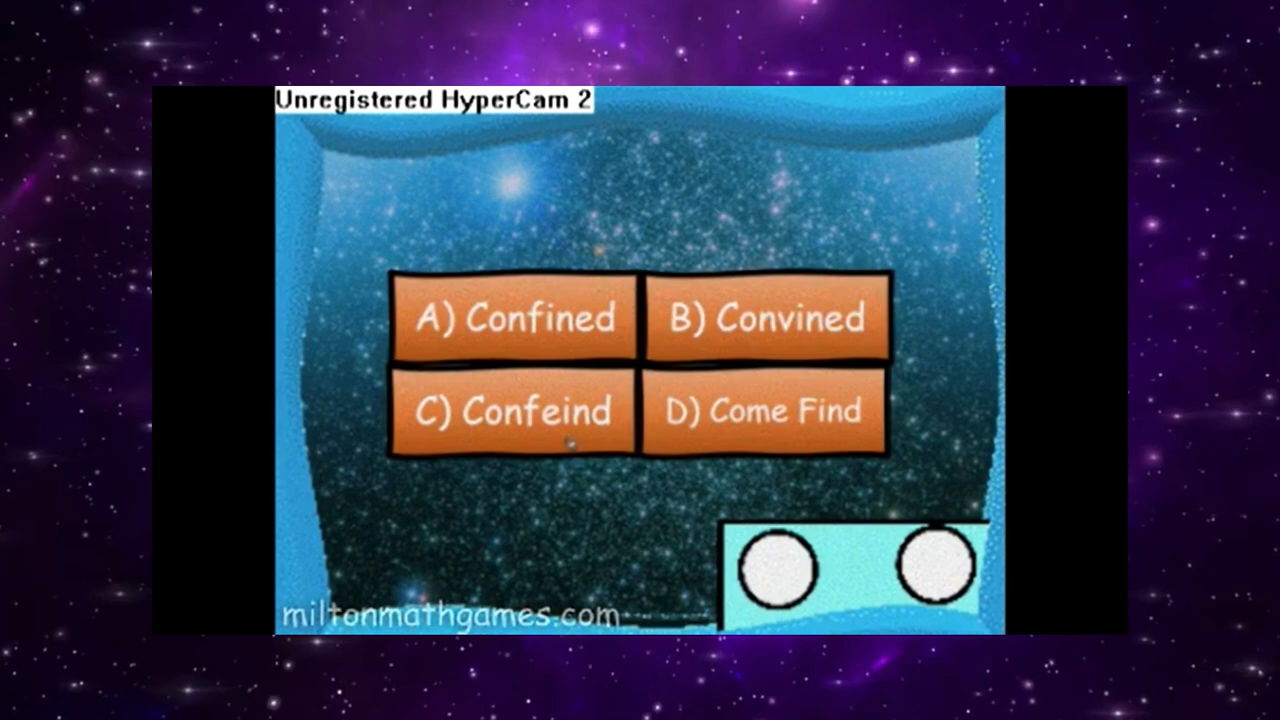 Unregistered HyperCam 2
A) Confined
B) Convined
C) Confeind
D) Come Find
miltonmathgames.com